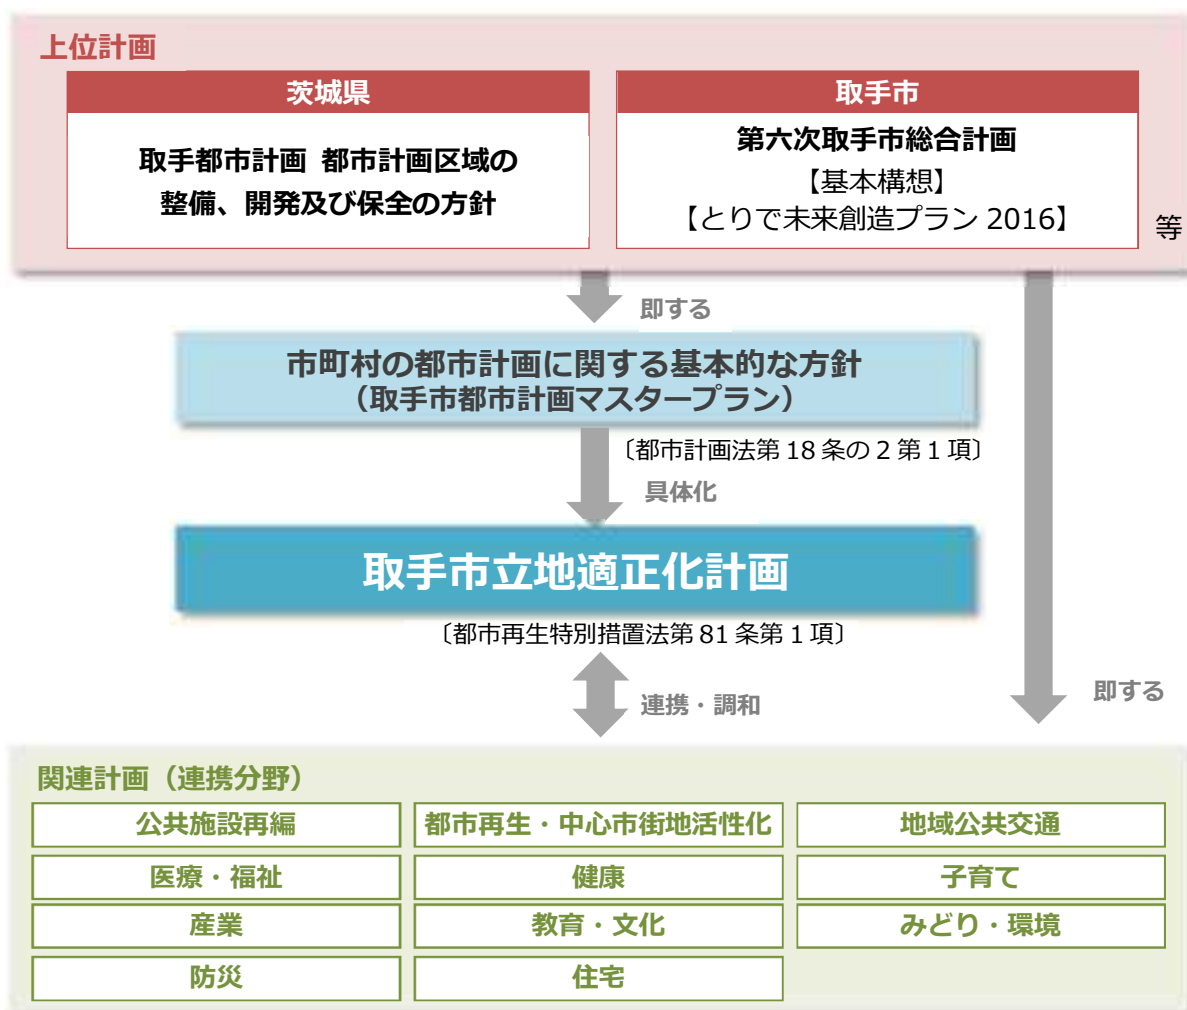 上位計画
茨城県
取手都市計画 都市計画区域の
整備、開発及び保全の方針
取手市
第六次取手市総合計画
【基本構想】
【とりで未来創造プラン 2016】
等
即する
市町村の都市計画に関する基本的な方針
（取手市都市計画マスタープラン）
〔都市計画法第 18 条の 2 第 1 項〕
具体化
取手市立地適正化計画
〔都市再生特別措置法第 81 条第 1 項〕
連携・調和
即する
関連計画（連携分野）
公共施設再編
都市再生・中心市街地活性化
地域公共交通
医療・福祉
健康
子育て
産業
教育・文化
みどり・環境
防災
住宅